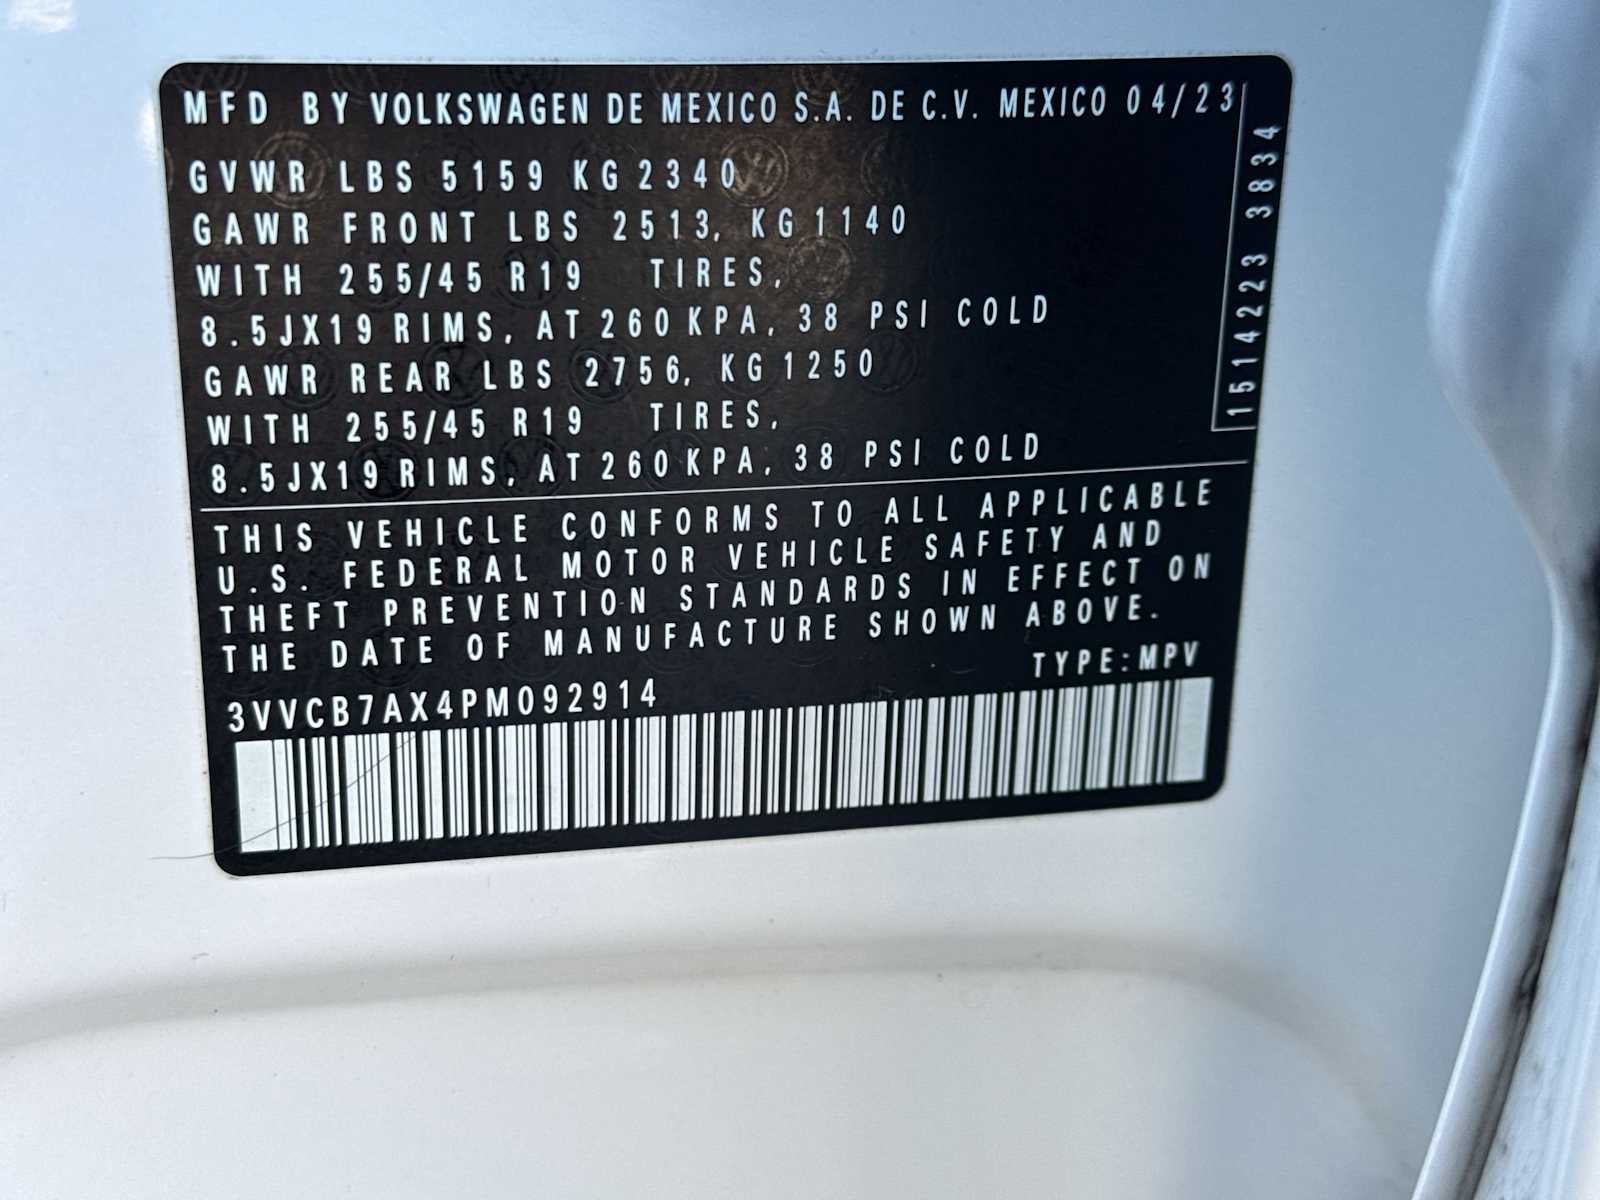 MFD BY VOLKSWAGEN DE MEXICO S.A. DE C.V. MEXICO 04/23
GVWR LBS 5159 KG 2340
GAWR FRONT LBS 2513, KG 1140
WITH 255/45 R19 TIRES,
8.5JX19 RIMS, AT 260 KPA, 38 PSI COLD
GAWR REAR LBS 2756, KG 1250
WITH 255/45 R19 TIRES,
8.5JX19 RIMS, AT 260 KPA, 38 PSI COLD
1514223 3834
THIS VEHICLE CONFORMS TO ALL APPLICABLE
U.S. FEDERAL MOTOR VEHICLE SAFETY AND
THEFT PREVENTION STANDARDS IN EFFECT ON
THE DATE OF MANUFACTURE SHOWN ABOVE.
TYPE:MPV
3VVCB7AX4PM092914